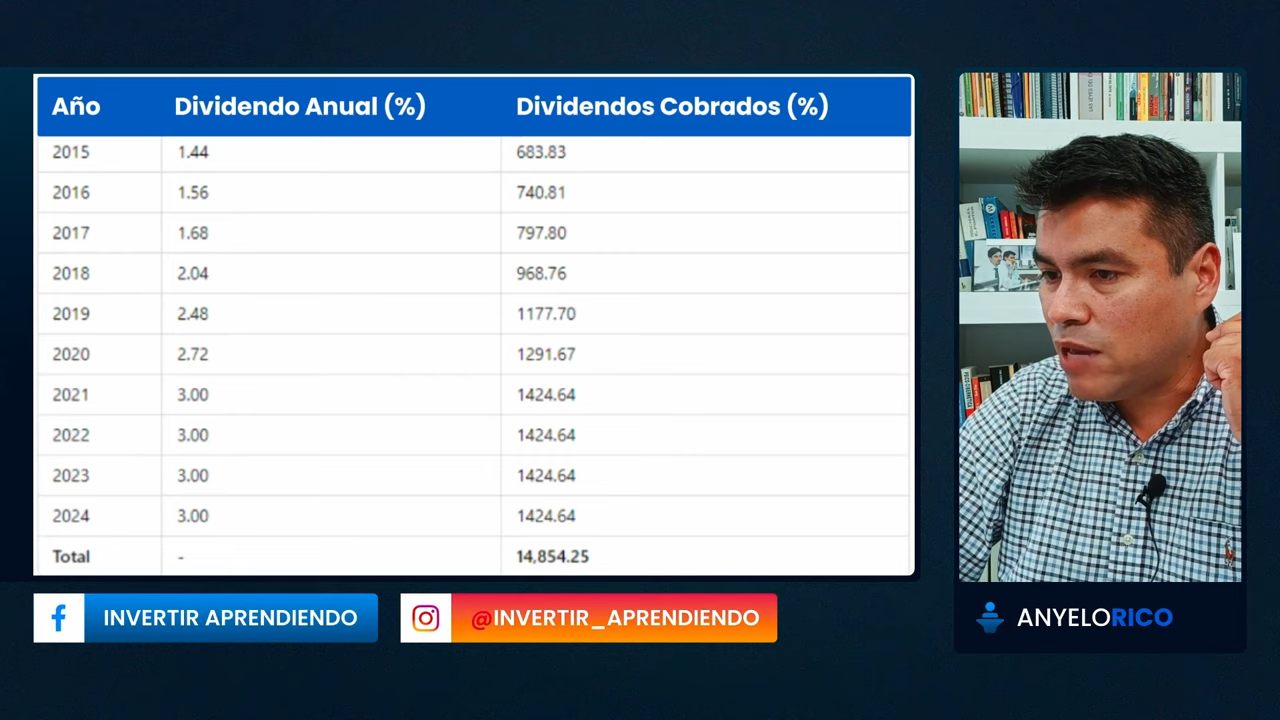 Año Dividendo Anual (%) Dividendos Cobrados (%)
2015 1.44 683.83
2016 1.56 740.81
2017 1.68 797.80
2018 2.04 968.76
2019 2.48 1177.70
2020 2.72 1291.67
2021 3.00 1424.64
2022 3.00 1424.64
2023 3.00 1424.64
2024 3.00 1424.64
Total - 14,854.25
INVERTIR APRENDIENDO
@INVERTIR_APRENDIENDO
ANYELORICO